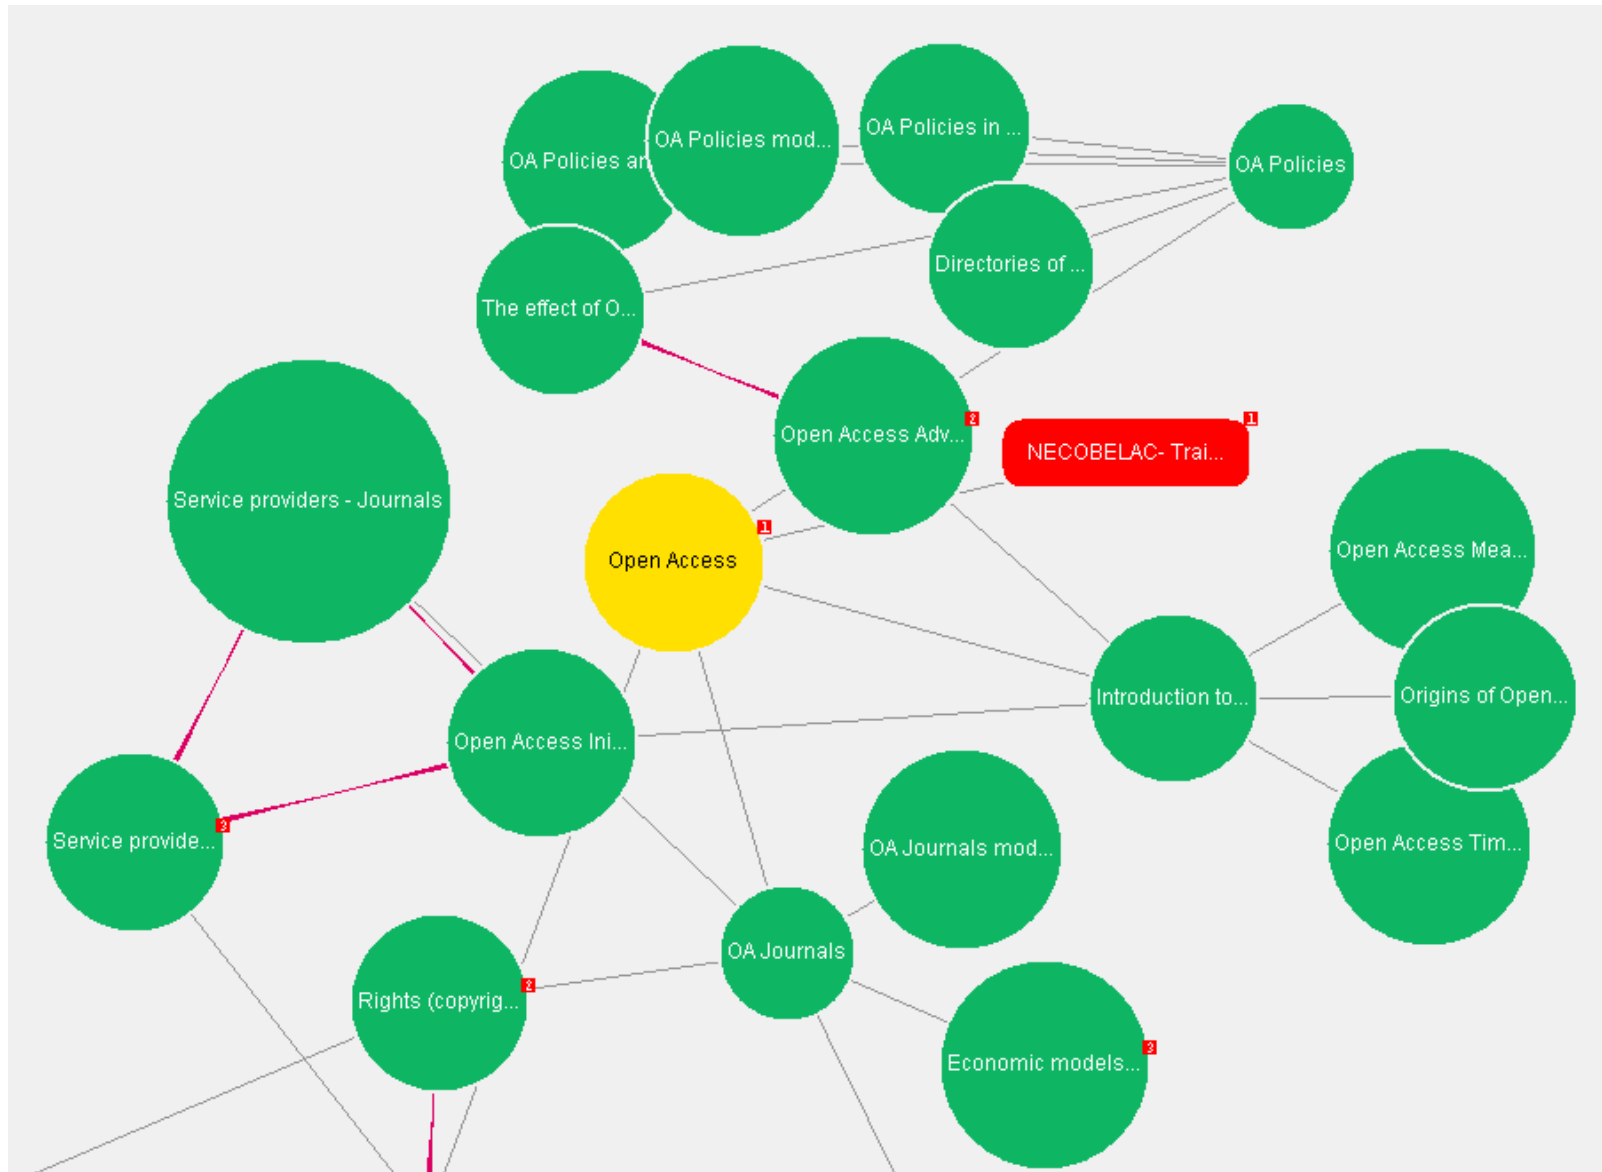 OA Policies in ...
OA Policies mod...
OA Policies ar
OA Policies
Directories of ...
The effect of O...
2
1
Open Access Adv...
NECOBELAC- Trai...
Service providers - Journals
1
Open Access
Open Access Mea...
Introduction to...
Origins of Open...
Open Access Ini...
3
Service provide...
OA Journals mod...
Open Access Tim...
OA Journals
2
Rights (copyrig...
3
Economic models...